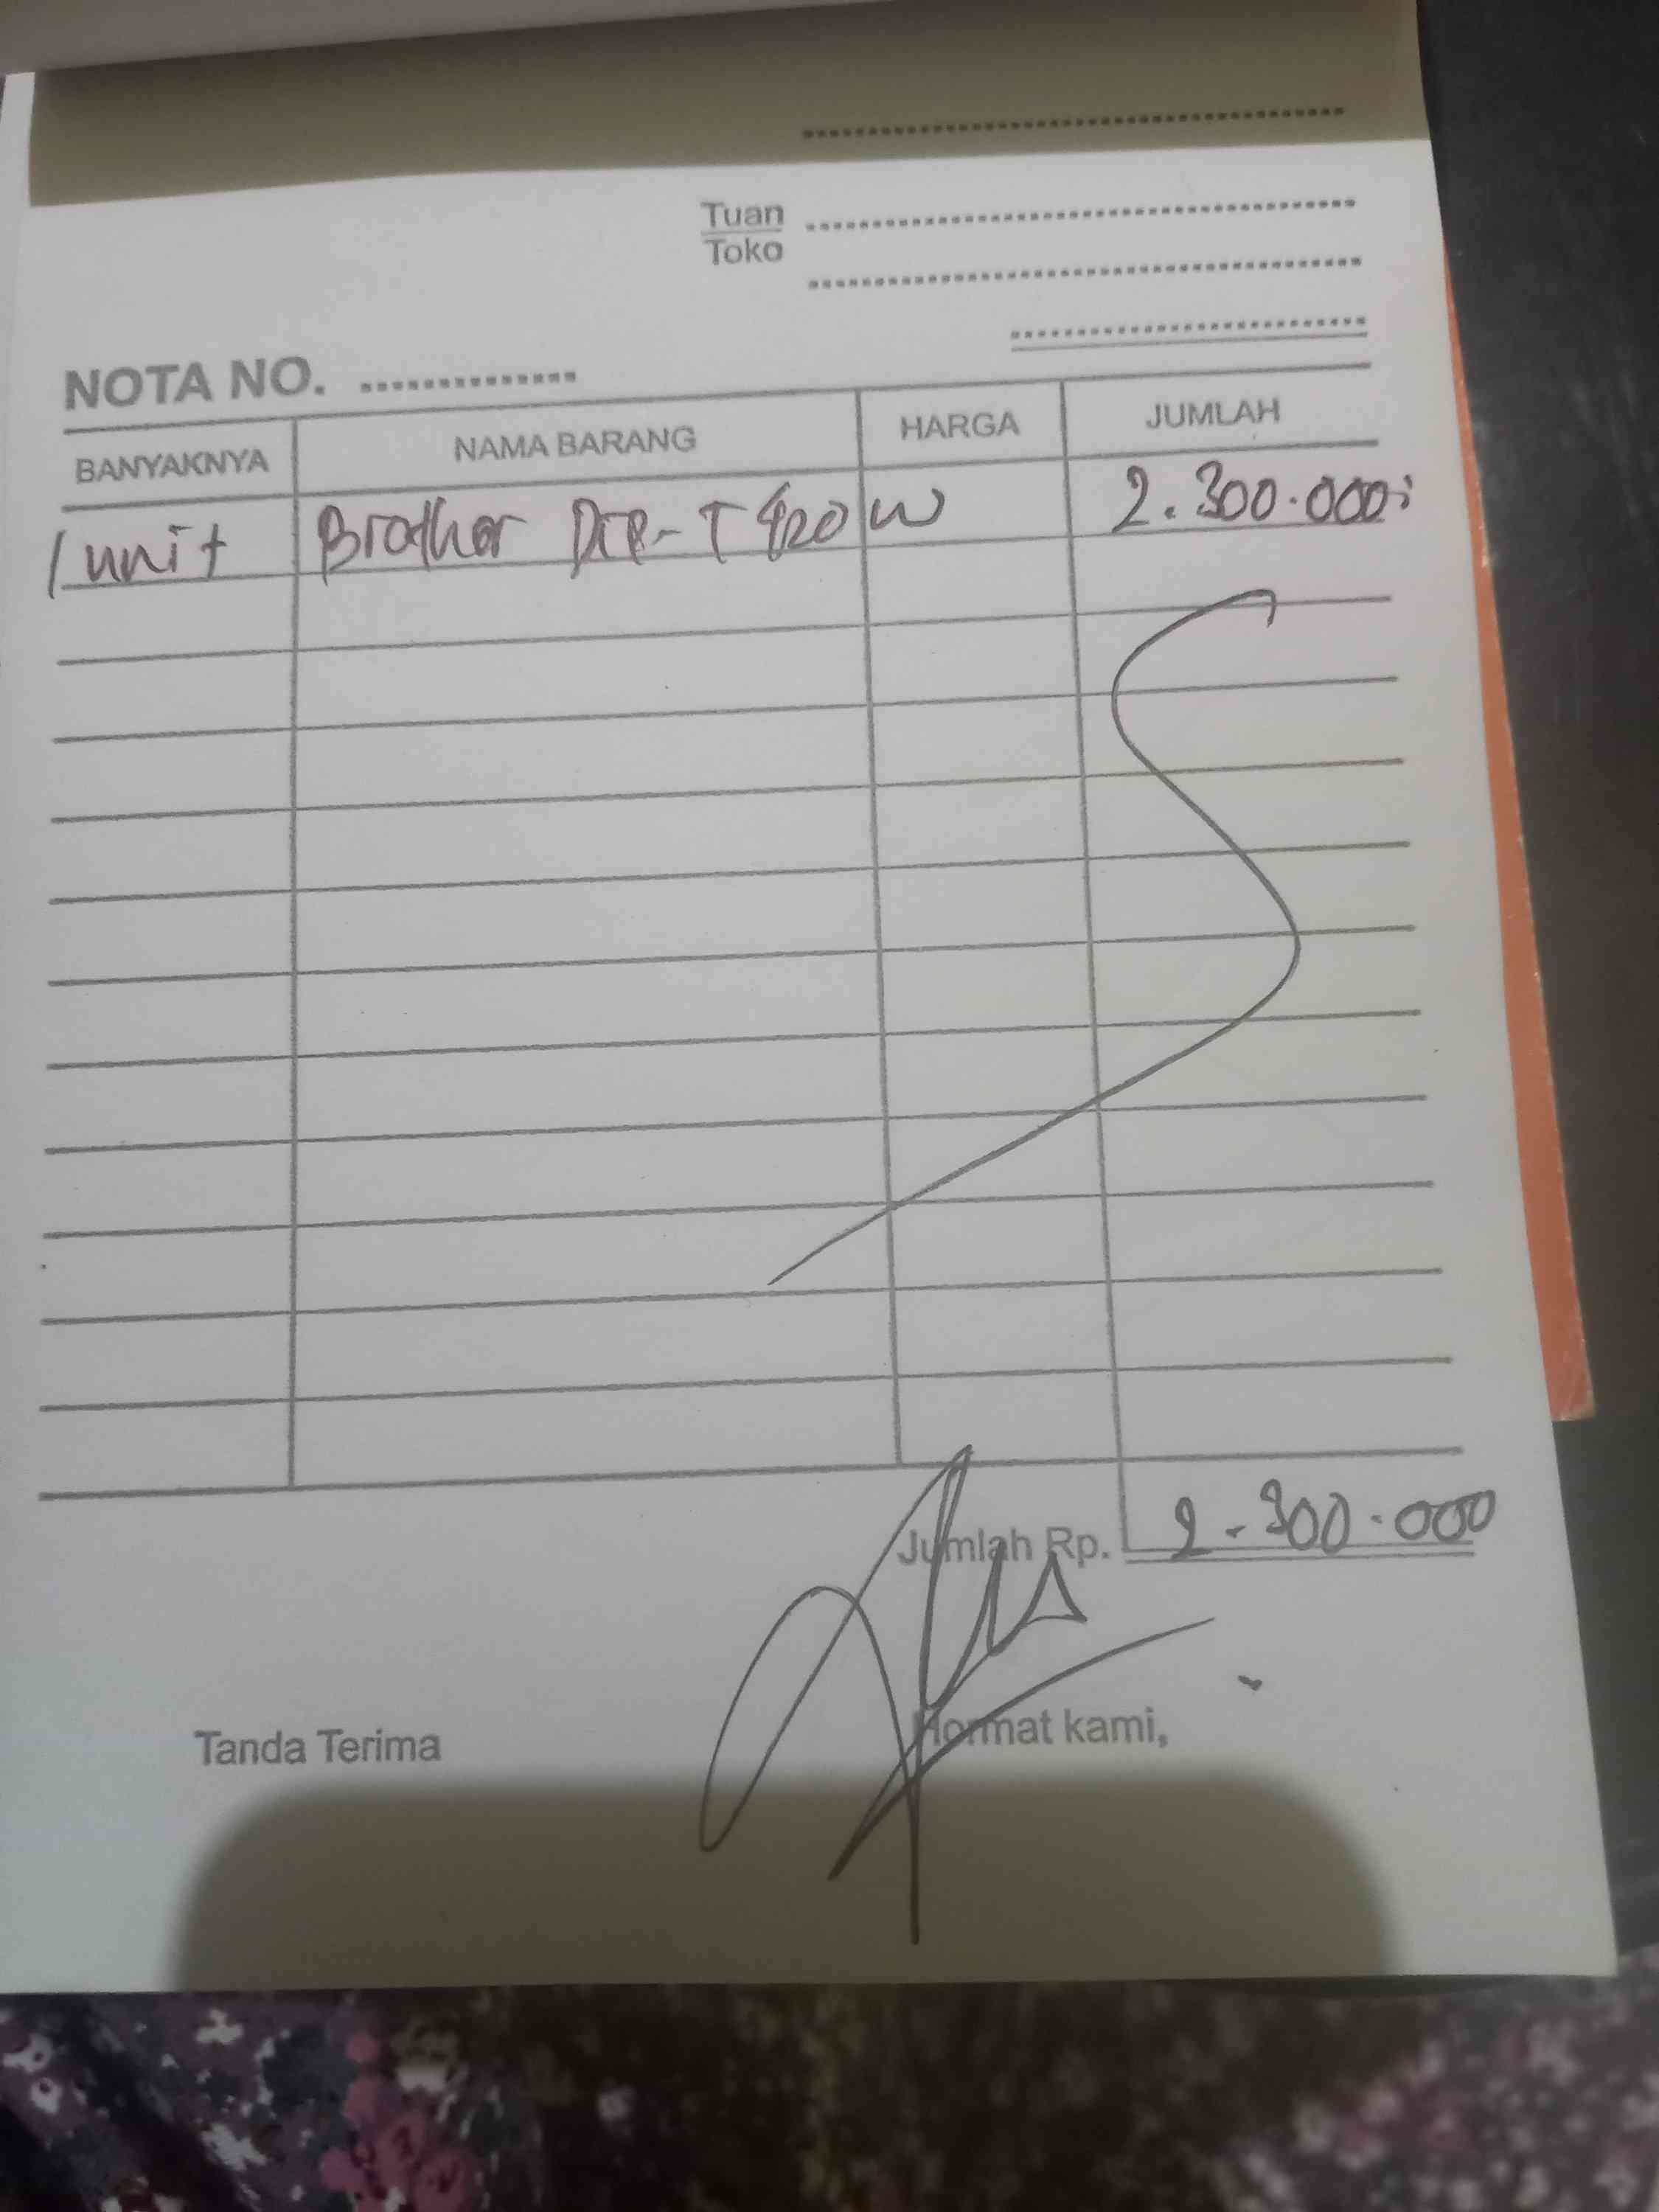 Tuan
Toko
NOTA NO.
BANYAKNYA NAMA BARANG HARGA JUMLAH
1 unit Brother DCP-T420 W 2.300.000
Jumlah Rp. 2.300.000
Tanda Terima Hormat kami,